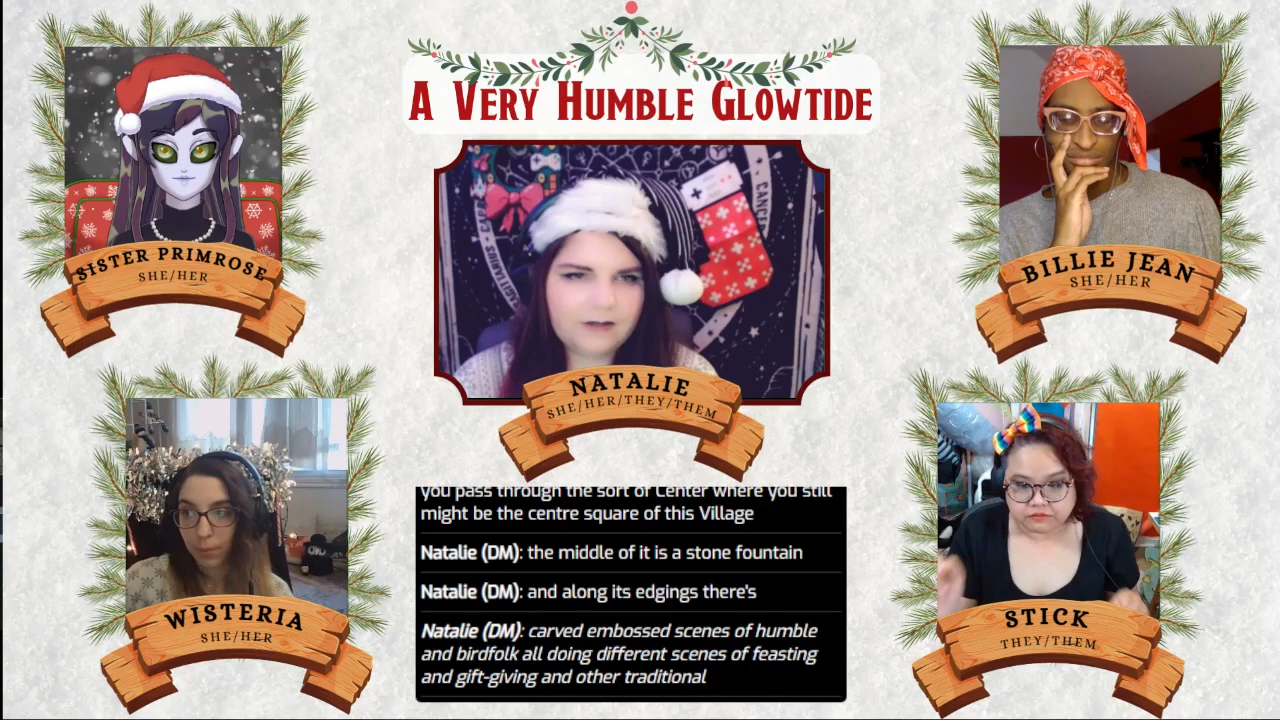 A VERY HUMBLE GLOWTIDE
SISTER PRIMROSE
SHE/HER
BILLIE JEAN
SHE/HER
CANCE
SAGITTARIUS
CAPR
NATALIE
SHE/HER/THEY/THEM
WISTERIA
SHE/HER
STICK
THEY/THEM
you pass through the sort of Center where you still
might be the centre square of this Village
Natalie (DM): the middle of it is a stone fountain
Natalie (DM): and along its edgings there's
Natalie (DM): carved embossed scenes of humble
and birdfolk all doing different scenes of feasting
and gift-giving and other traditional